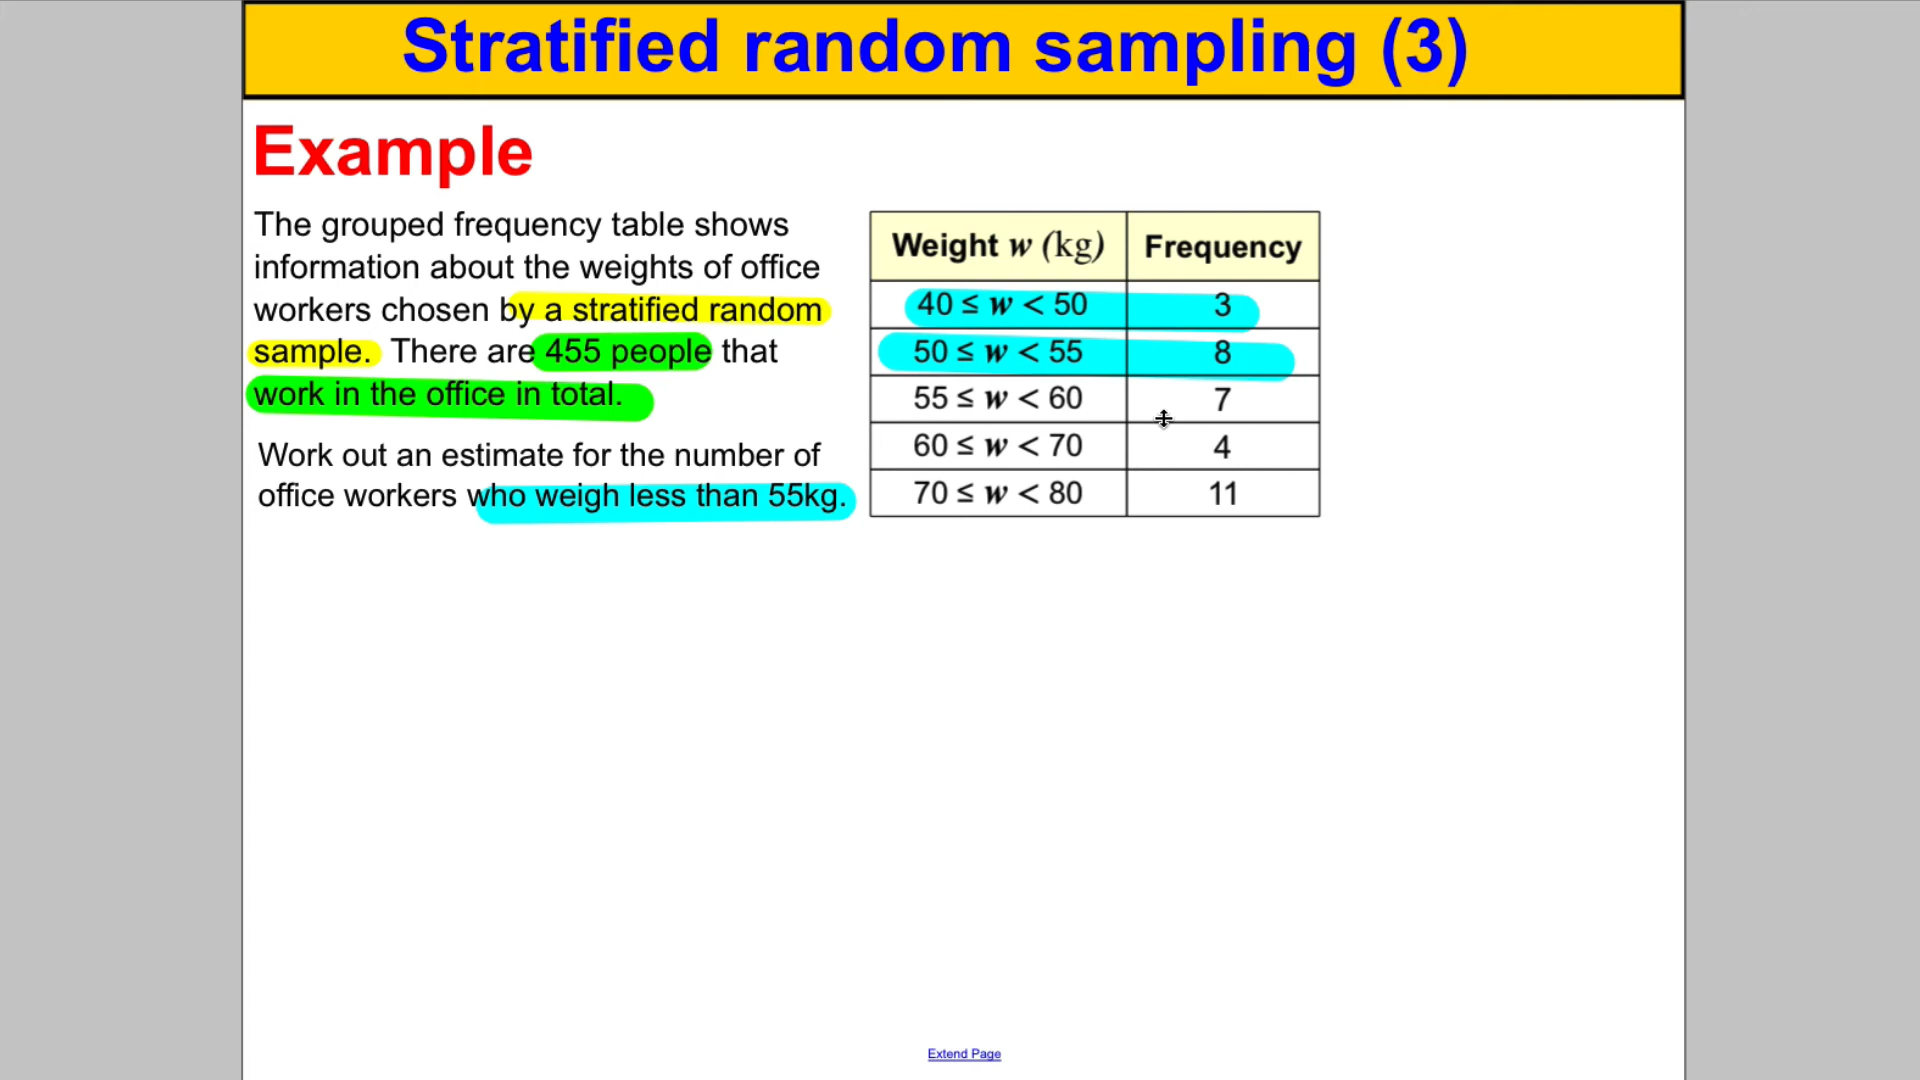 Stratified random sampling (3)
Example
The grouped frequency table shows
information about the weights of office
workers chosen by a stratified random
sample. There are 455 people that
work in the office in total.
Work out an estimate for the number of
office workers who weigh less than 55kg.
Weight w (kg) Frequency
40 ≤ w < 50 3
50 ≤ w < 55 8
55 ≤ w < 60 7
60 ≤ w < 70 4
70 ≤ w < 80 11
Extend Page